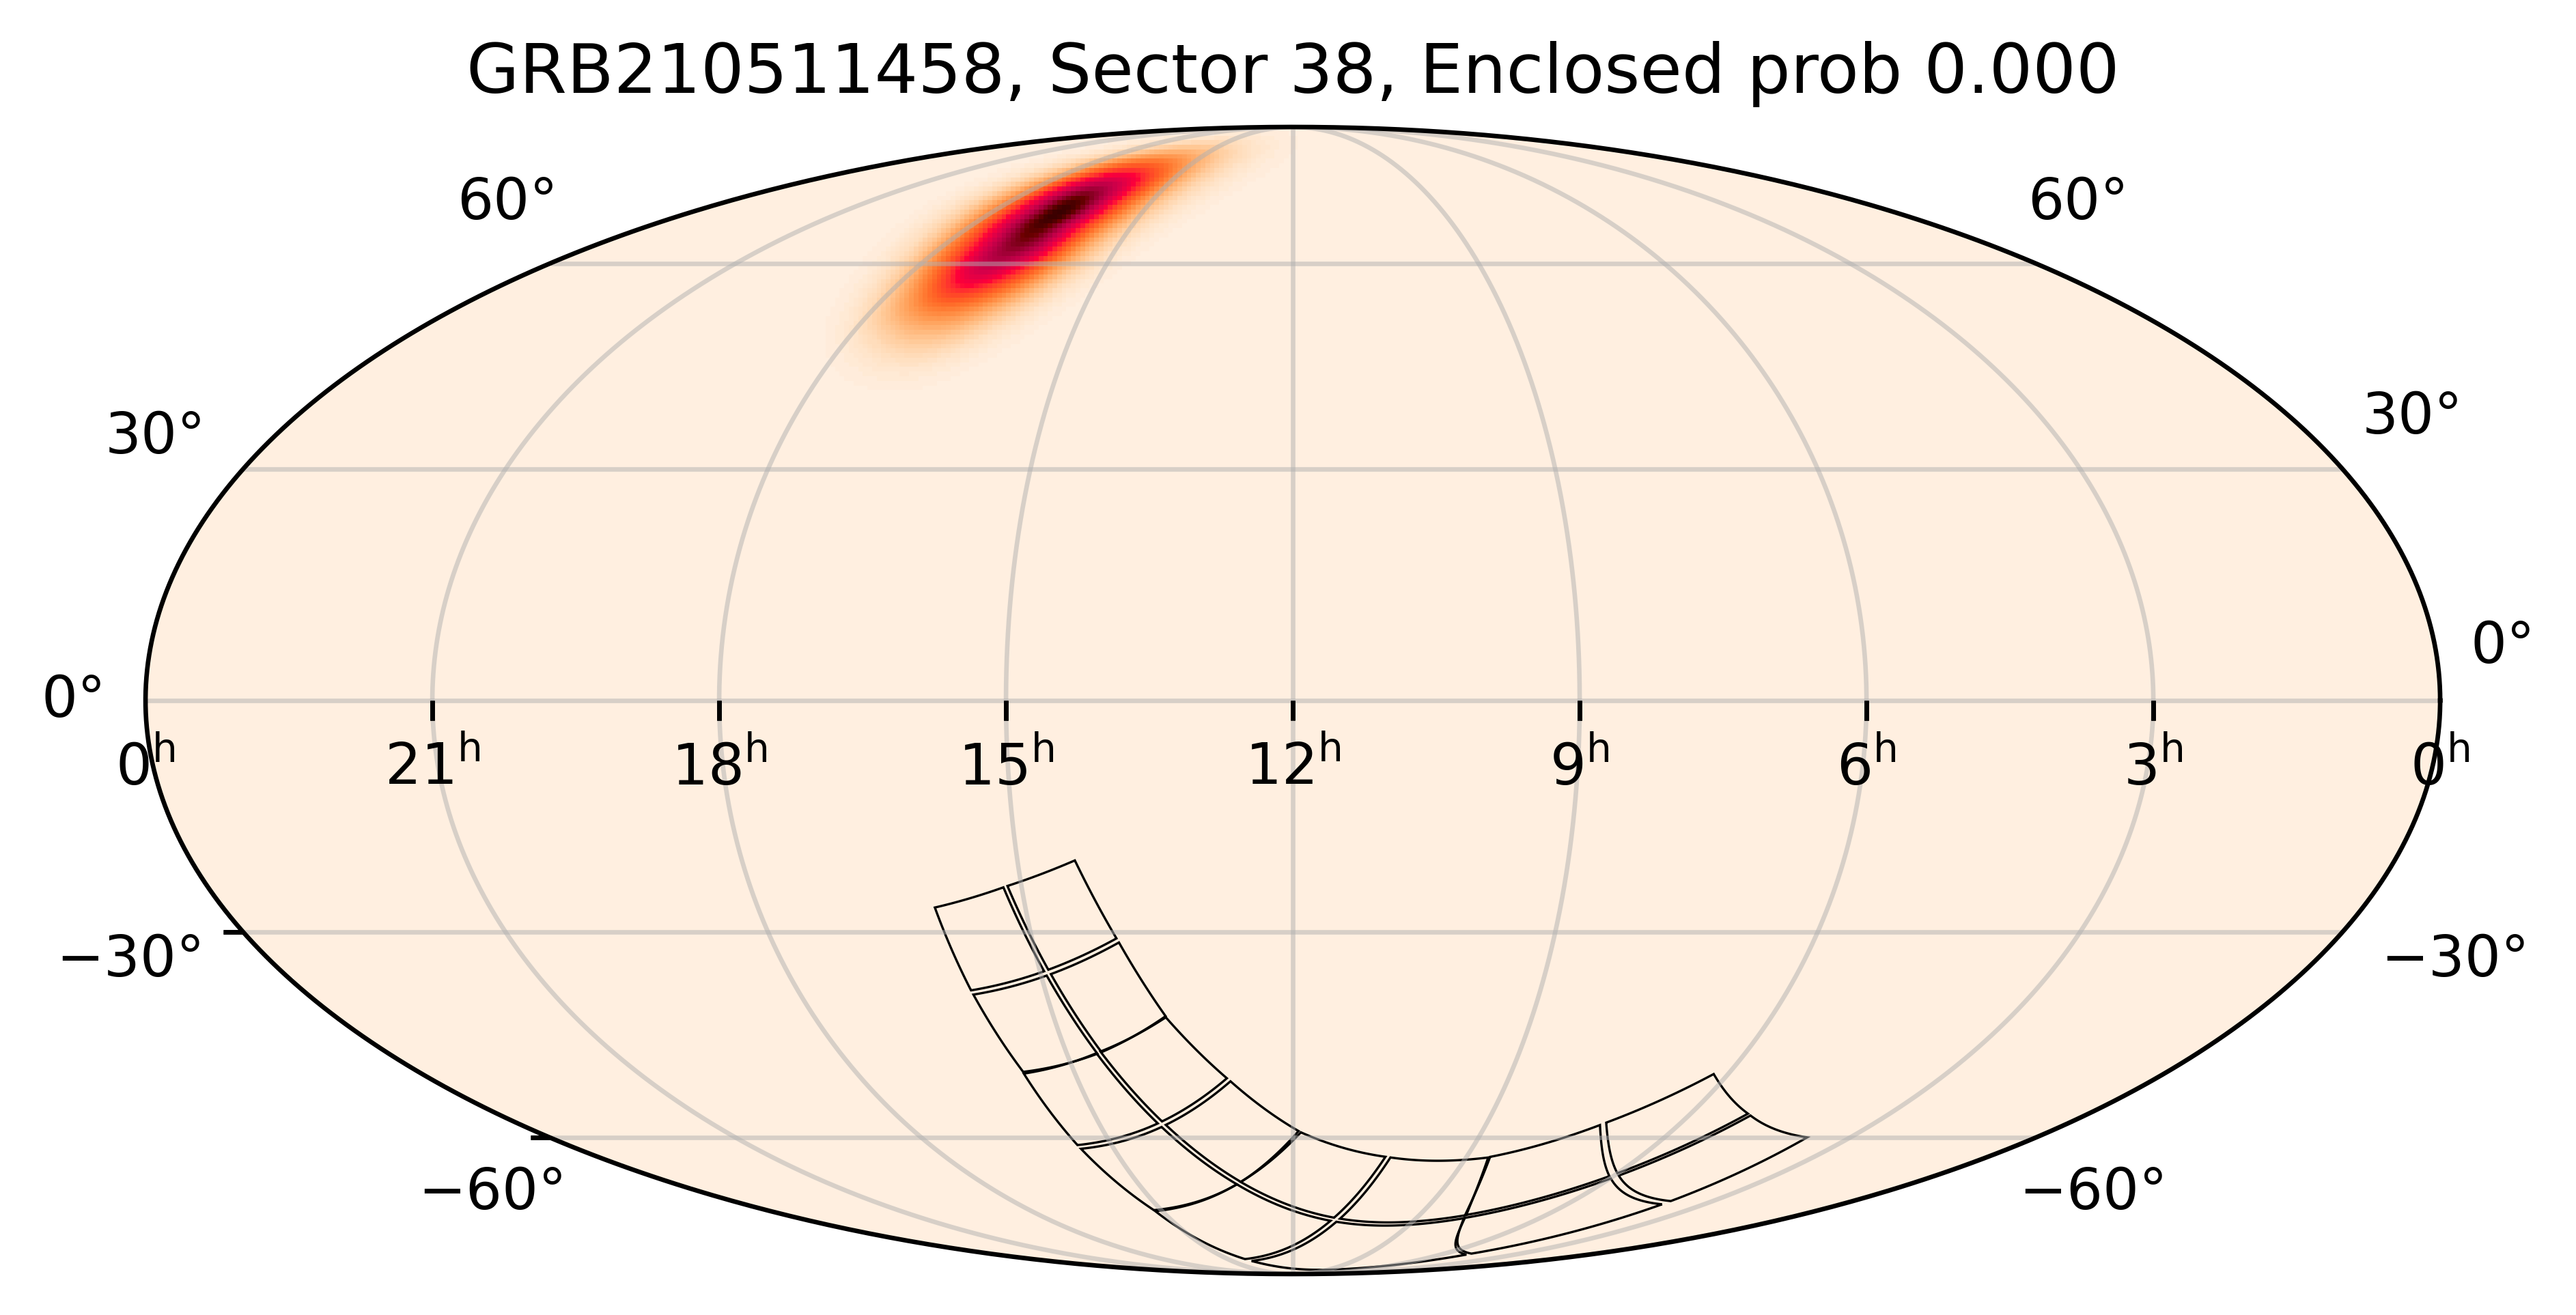 GRB210511458, Sector 38, Enclosed prob 0.000
60° 60°
30° 30°
0° 0°
0h 21h 18h 15h 12h 9h 6h 3h 0h
−30° −30°
−60° −60°